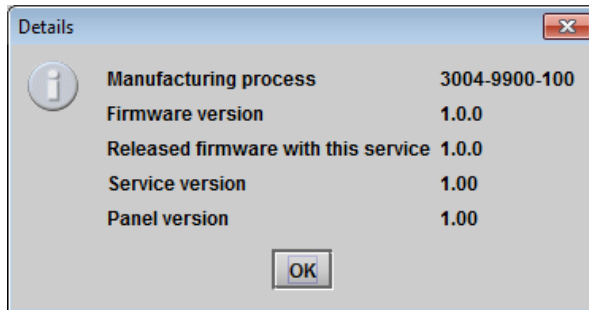 Details
Manufacturing process 3004-9900-100
Firmware version 1.0.0
Released firmware with this service 1.0.0
Service version 1.00
Panel version 1.00
OK